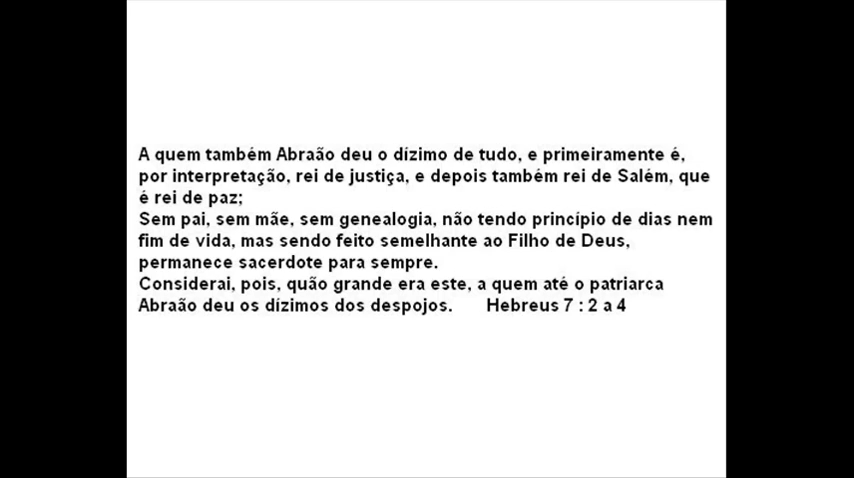 A quem também Abraão deu o dízimo de tudo, e primeiramente é,
por interpretação, rei de justiça, e depois também rei de Salém, que
é rei de paz;
Sem pai, sem mãe, sem genealogia, não tendo princípio de dias nem
fim de vida, mas sendo feito semelhante ao Filho de Deus,
permanece sacerdote para sempre.
Considerai, pois, quão grande era este, a quem até o patriarca
Abraão deu os dízimos dos despojos. Hebreus 7 : 2 a 4